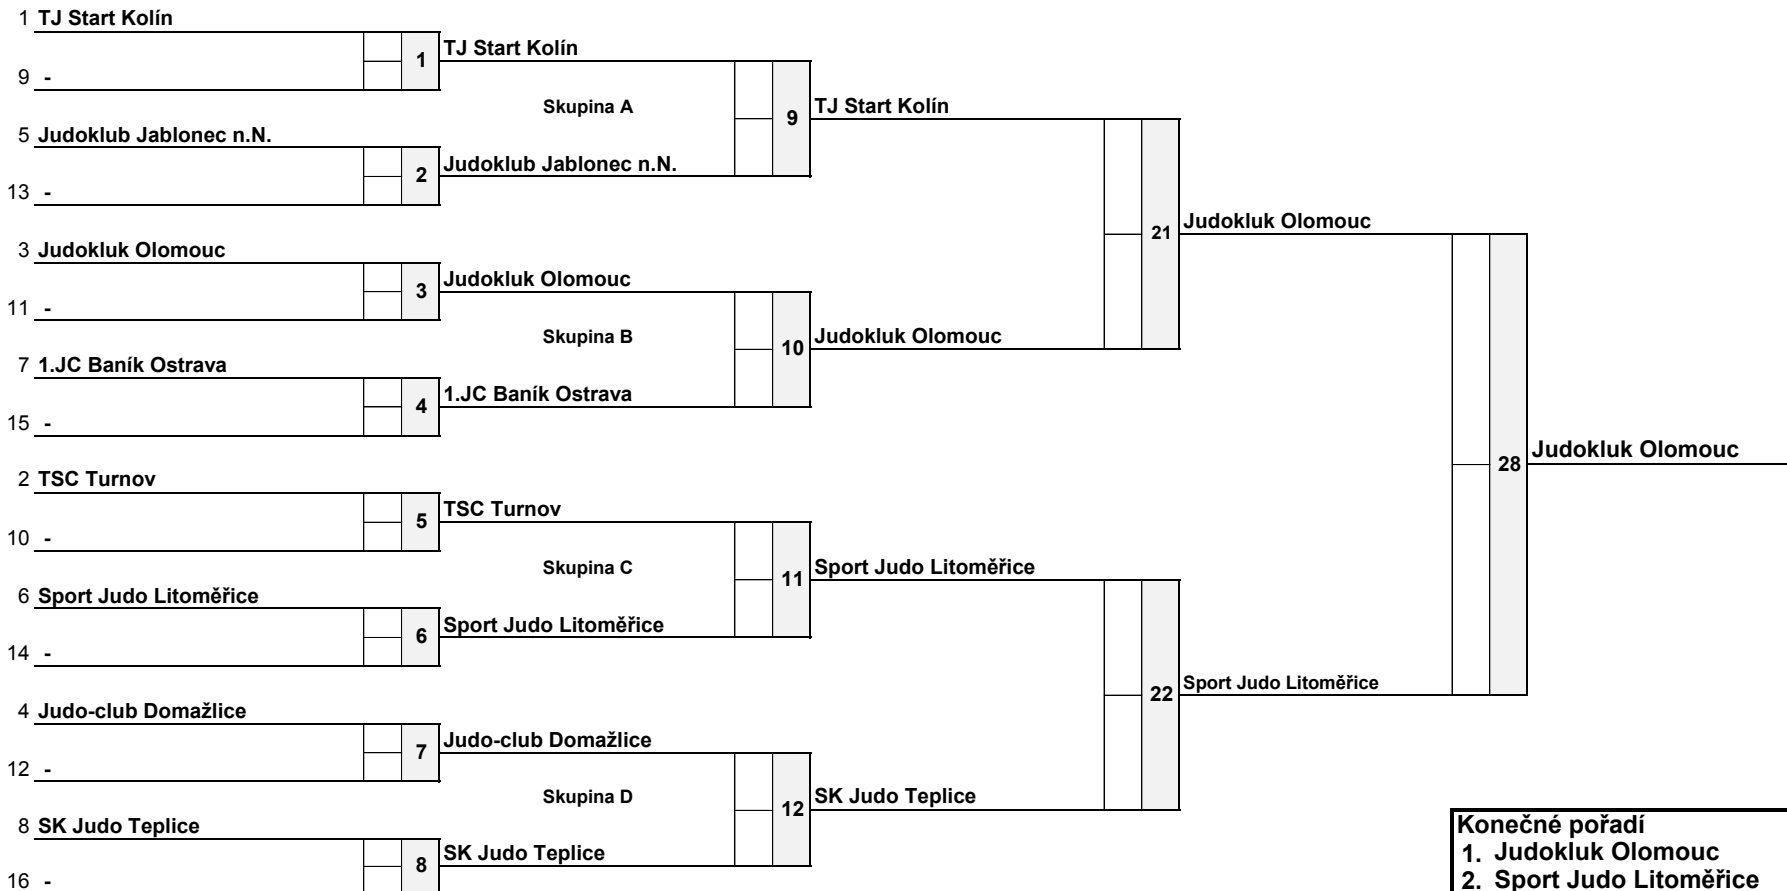 1 TJ Start Kolín
9 -
5 Judoklub Jablonec n.N.
13 -
3 Judokluk Olomouc
11 -
7 1.JC Baník Ostrava
15 -
2 TSC Turnov
10 -
6 Sport Judo Litoměřice
14 -
4 Judo-club Domažlice
12 -
8 SK Judo Teplice
16 -
1
2
3
4
5
6
7
8
TJ Start Kolín
Skupina A
Judoklub Jablonec n.N.
Judokluk Olomouc
Skupina B
1.JC Baník Ostrava
TSC Turnov
Skupina C
Sport Judo Litoměřice
Judo-club Domažlice
Skupina D
SK Judo Teplice
9
10
11
12
TJ Start Kolín
Judokluk Olomouc
Sport Judo Litoměřice
SK Judo Teplice
21
22
Judokluk Olomouc
Sport Judo Litoměřice
28
Judokluk Olomouc
Konečné pořadí
1. Judokluk Olomouc
2. Sport Judo Litoměřice